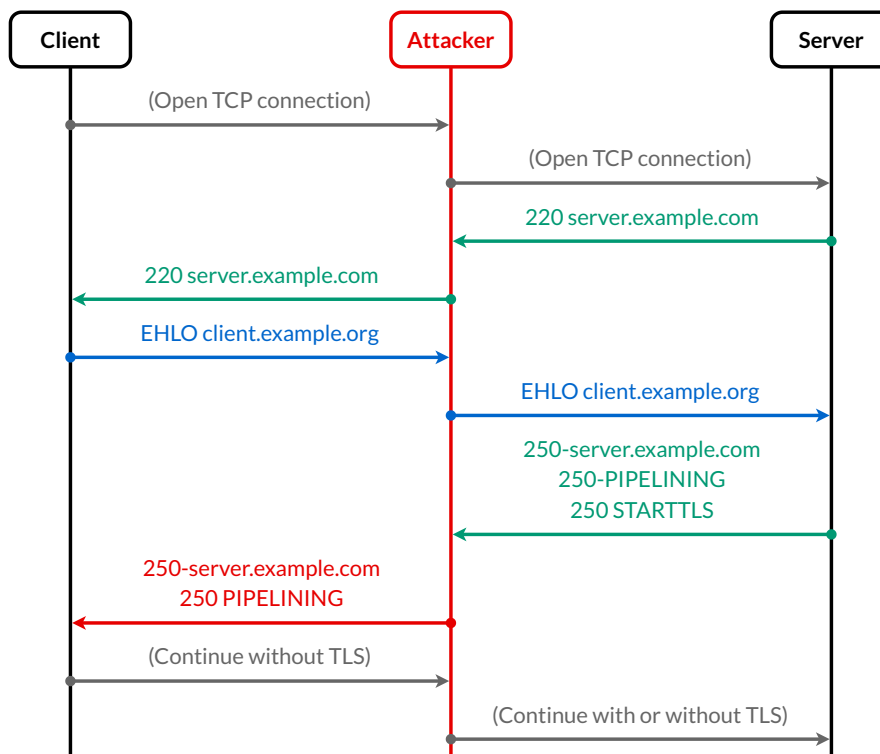 Client
Attacker
Server
(Open TCP connection)
(Open TCP connection)
220 server.example.com
220 server.example.com
EHLO client.example.org
EHLO client.example.org
250-server.example.com
250-PIPELINING
250 STARTTLS
250-server.example.com
250 PIPELINING
(Continue without TLS)
(Continue with or without TLS)